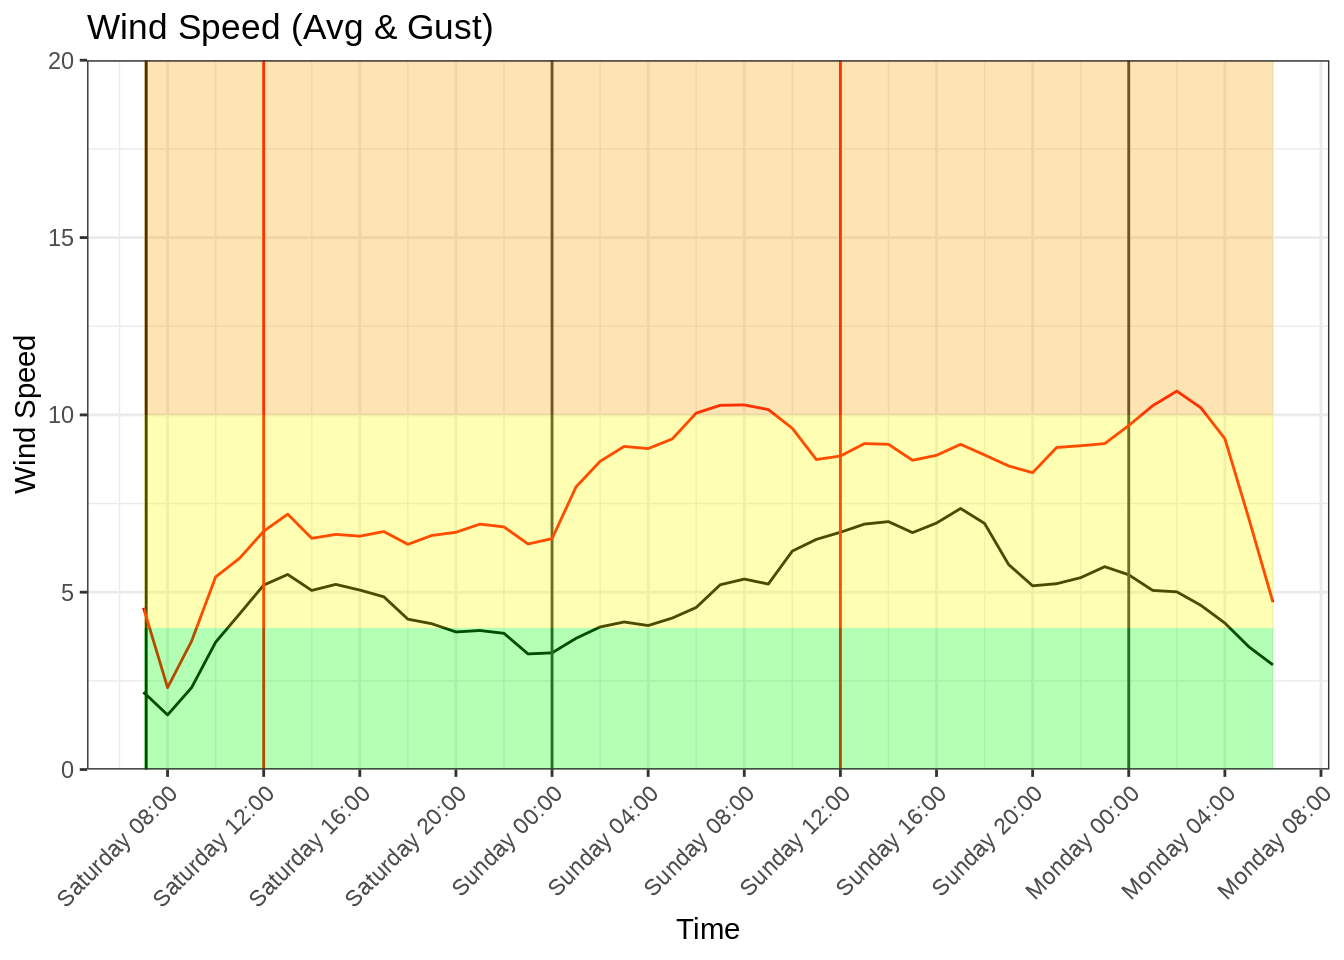 Wind Speed (Avg & Gust)
20
15
10
5
0
Wind Speed
Saturday 08:00
Saturday 12:00
Saturday 16:00
Saturday 20:00
Sunday 00:00
Sunday 04:00
Sunday 08:00
Sunday 12:00
Sunday 16:00
Sunday 20:00
Monday 00:00
Monday 04:00
Monday 08:00
Time